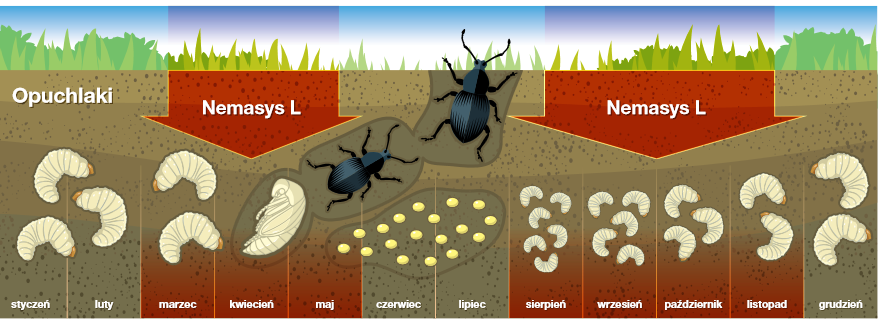 Opuchlaki
Nemasys L
Nemasys L
styczeń
luty
marzec
kwiecień
maj
czerwiec
lipiec
sierpień
wrzesień
październik
listopad
grudzień